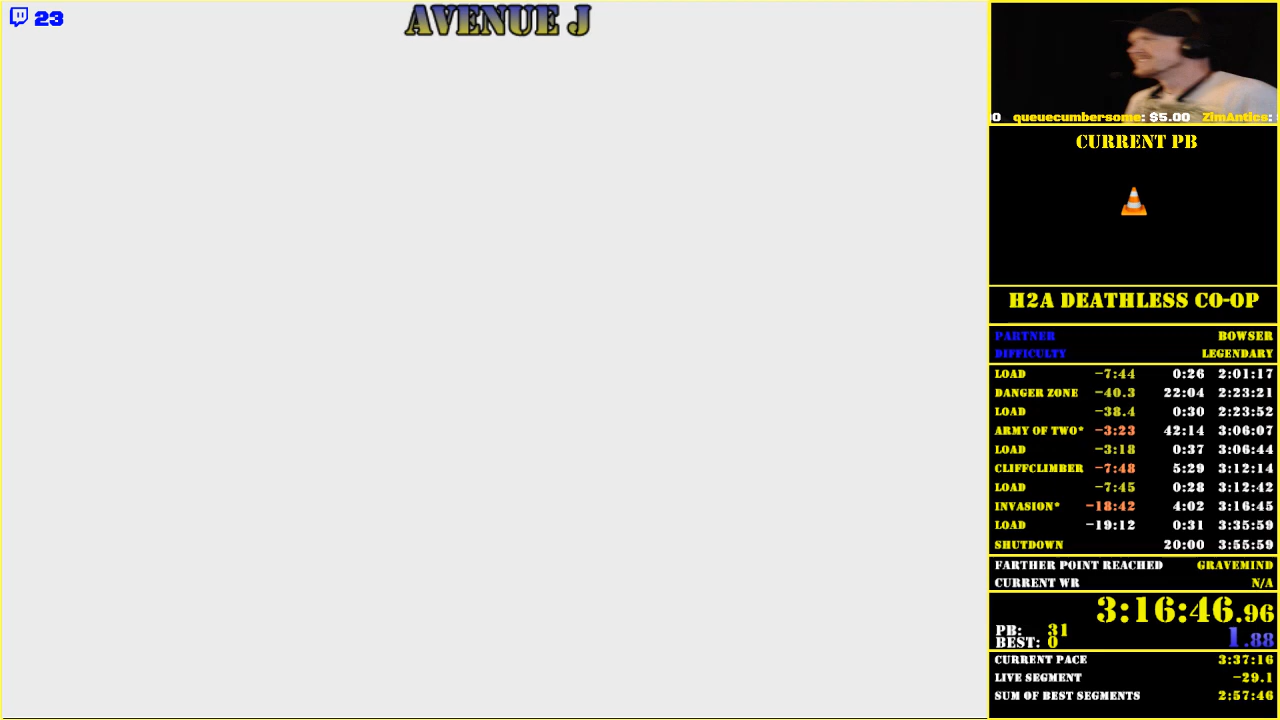 23
AVENUE J
0 queuecumbersome: $5.00 ZimAntics:
CURRENT PB
H2A DEATHLESS CO-OP
PARTNER BOWSER
DIFFICULTY LEGENDARY
LOAD -7:44 0:26 2:01:17
DANGER ZONE -40.3 22:04 2:23:21
LOAD -38.4 0:30 2:23:52
ARMY OF TWO* -3:23 42:14 3:06:07
LOAD -3:18 0:37 3:06:44
CLIFFCLIMBER -7:48 5:29 3:12:14
LOAD -7:45 0:28 3:12:42
INVASION* -18:42 4:02 3:16:45
LOAD -19:12 0:31 3:35:59
SHUTDOWN 20:00 3:55:59
FARTHER POINT REACHED GRAVEMIND
CURRENT WR N/A
3:16:46.96
PB: 31 1.88
BEST: 0
CURRENT PACE 3:37:16
LIVE SEGMENT -29.1
SUM OF BEST SEGMENTS 2:57:46